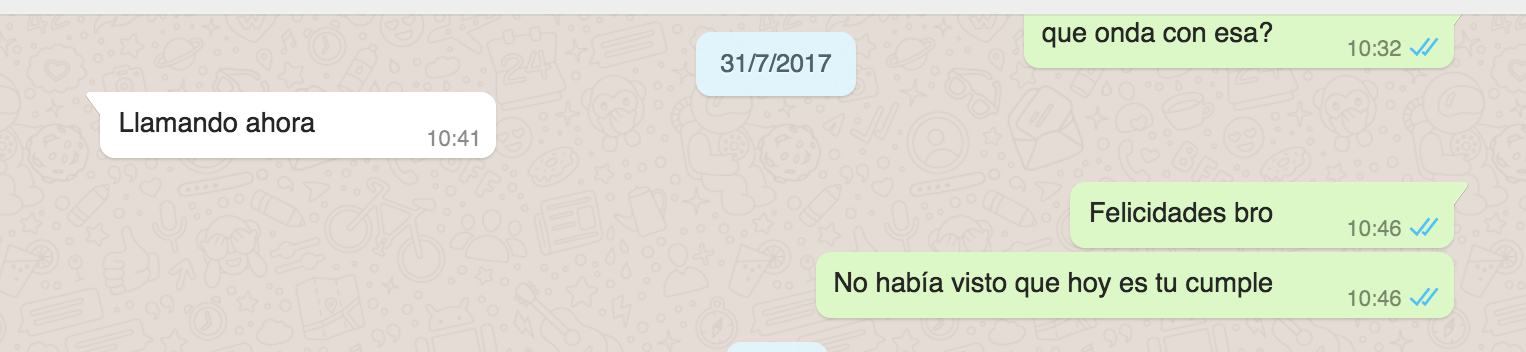 que onda con esa?
10:32
31/7/2017
Llamando ahora
10:41
Felicidades bro
10:46
No había visto que hoy es tu cumple
10:46